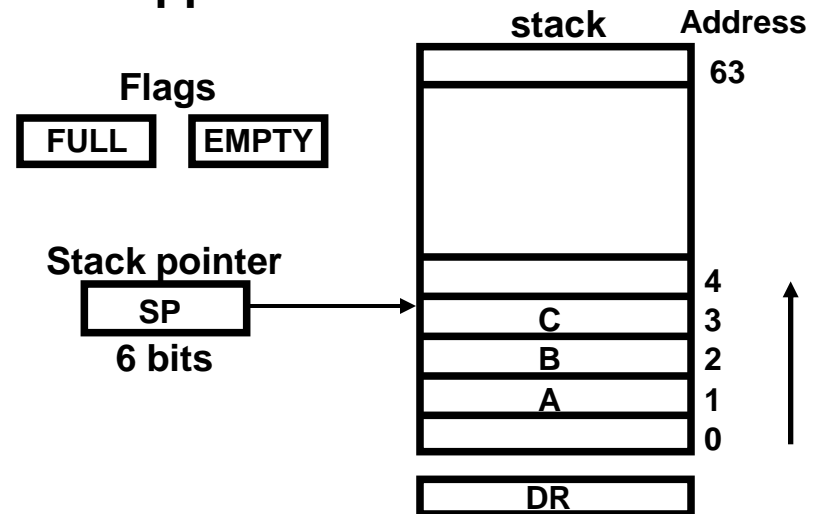 stack Address
63
Flags
FULL EMPTY
Stack pointer
SP
6 bits
4
C 3
B 2
A 1
0
DR